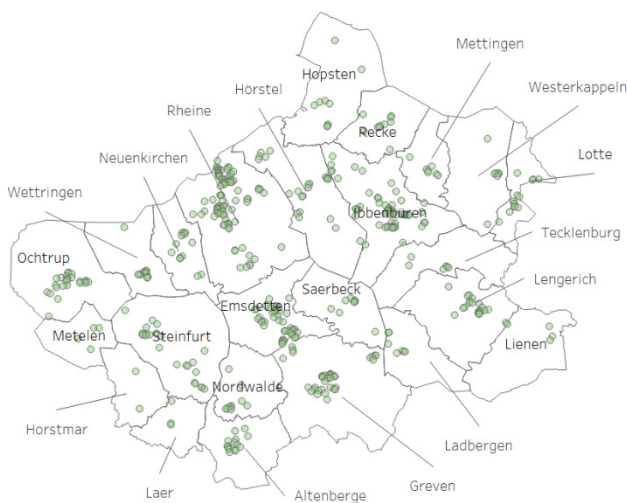 Mettingen
Hopsten
Westerkappeln
Hörstel
Rheine
Recke
Lotte
Neuenkirchen
Wettringen
Ibbenbüren
Tecklenburg
Ochtrup
Saerbeck
Lengerich
Emsdetten
Metelen
Steinfurt
Lienen
Nordwalde
Horstmar
Ladbergen
Greven
Laer
Altenberge